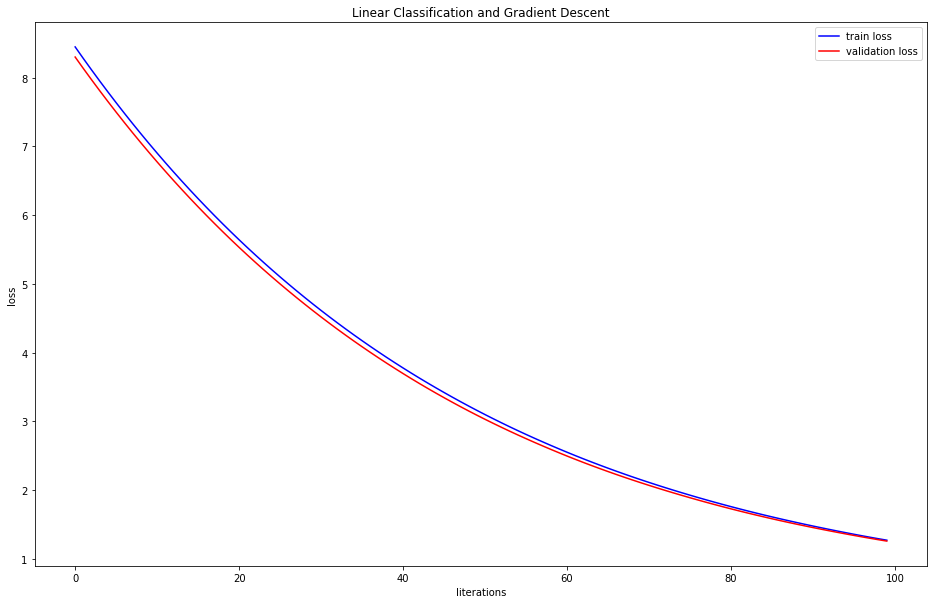 Linear Classification and Gradient Descent
train loss
validation loss
8
7
6
5
4
3
2
1
loss
0
20
40
60
80
100
literations